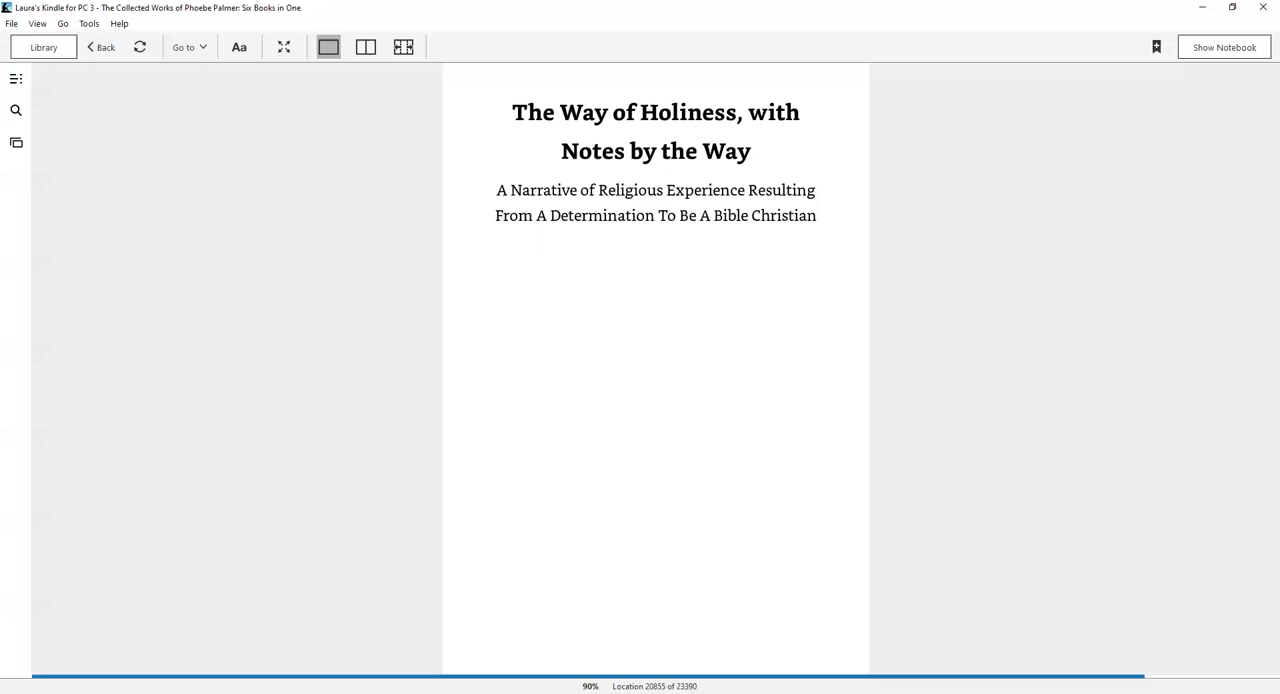 Laura's Kindle for PC 3 - The Collected Works of Phoebe Palmer: Six Books in One
File View Go Tools Help
Library Back Go to Aa Show Notebook
The Way of Holiness, with
Notes by the Way
A Narrative of Religious Experience Resulting
From A Determination To Be A Bible Christian
90% Location 20855 of 23390